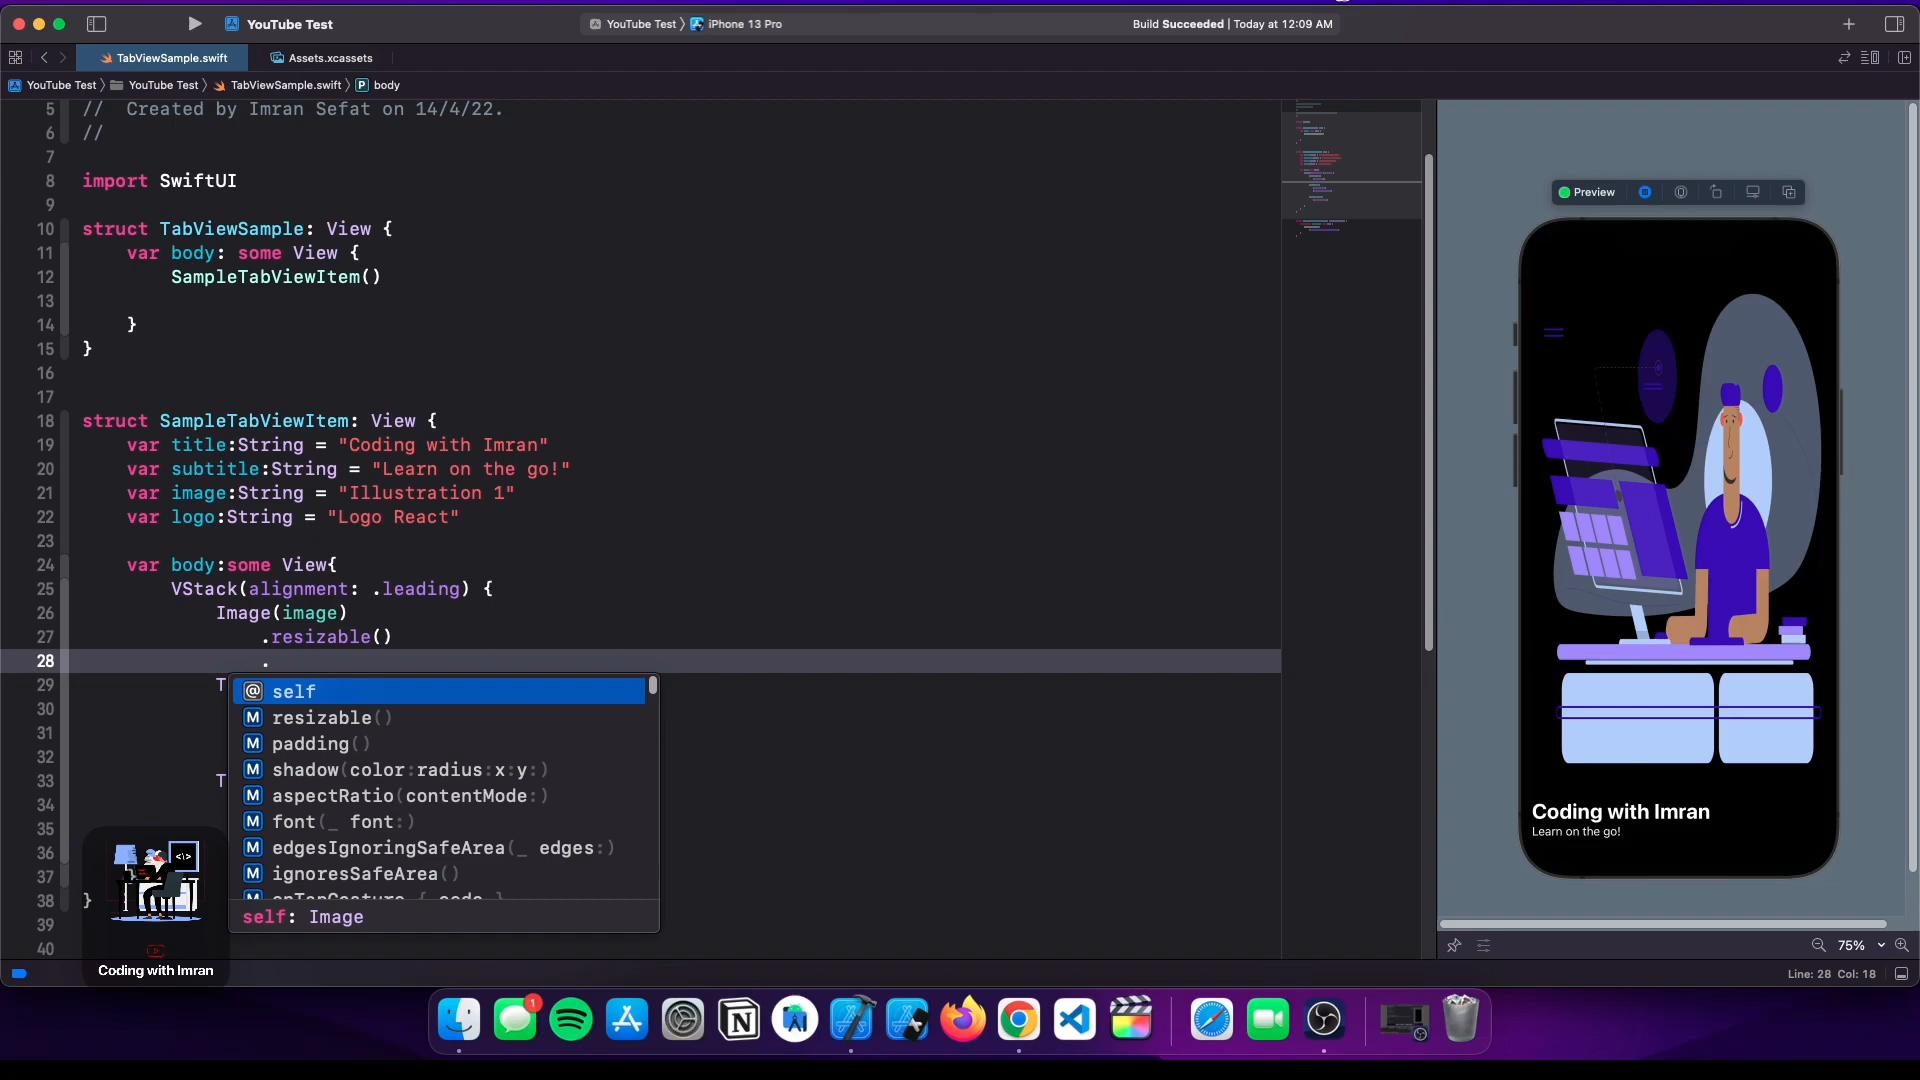 YouTube Test
YouTube Test 〉 iPhone 13 Pro
Build Succeeded | Today at 12:09 AM
TabViewSample.swift
Assets.xcassets
YouTube Test 〉 YouTube Test 〉 TabViewSample.swift 〉 P body
5 //  Created by Imran Sefat on 14/4/22.
6 //
7
8 import SwiftUI
9
10 struct TabViewSample: View {
11 var body: some View {
12 SampleTabViewItem()
13
14 }
15 }
16
17
18 struct SampleTabViewItem: View {
19 var title:String = "Coding with Imran"
20 var subtitle:String = "Learn on the go!"
21 var image:String = "Illustration 1"
22 var logo:String = "Logo React"
23
24 var body:some View{
25 VStack(alignment: .leading) {
26 Image(image)
27 .resizable()
28 .
29 T
30
31
32
33 T
34
35
36
37
38 }
39
40
@ self
M resizable()
M padding()
M shadow(color:radius:x:y:)
M aspectRatio(contentMode:)
M font(_ font:)
M edgesIgnoringSafeArea(_ edges:)
M ignoresSafeArea()
self: Image
</>
Coding with Imran
Preview
Coding with Imran
Learn on the go!
75%
Line: 28 Col: 18
1